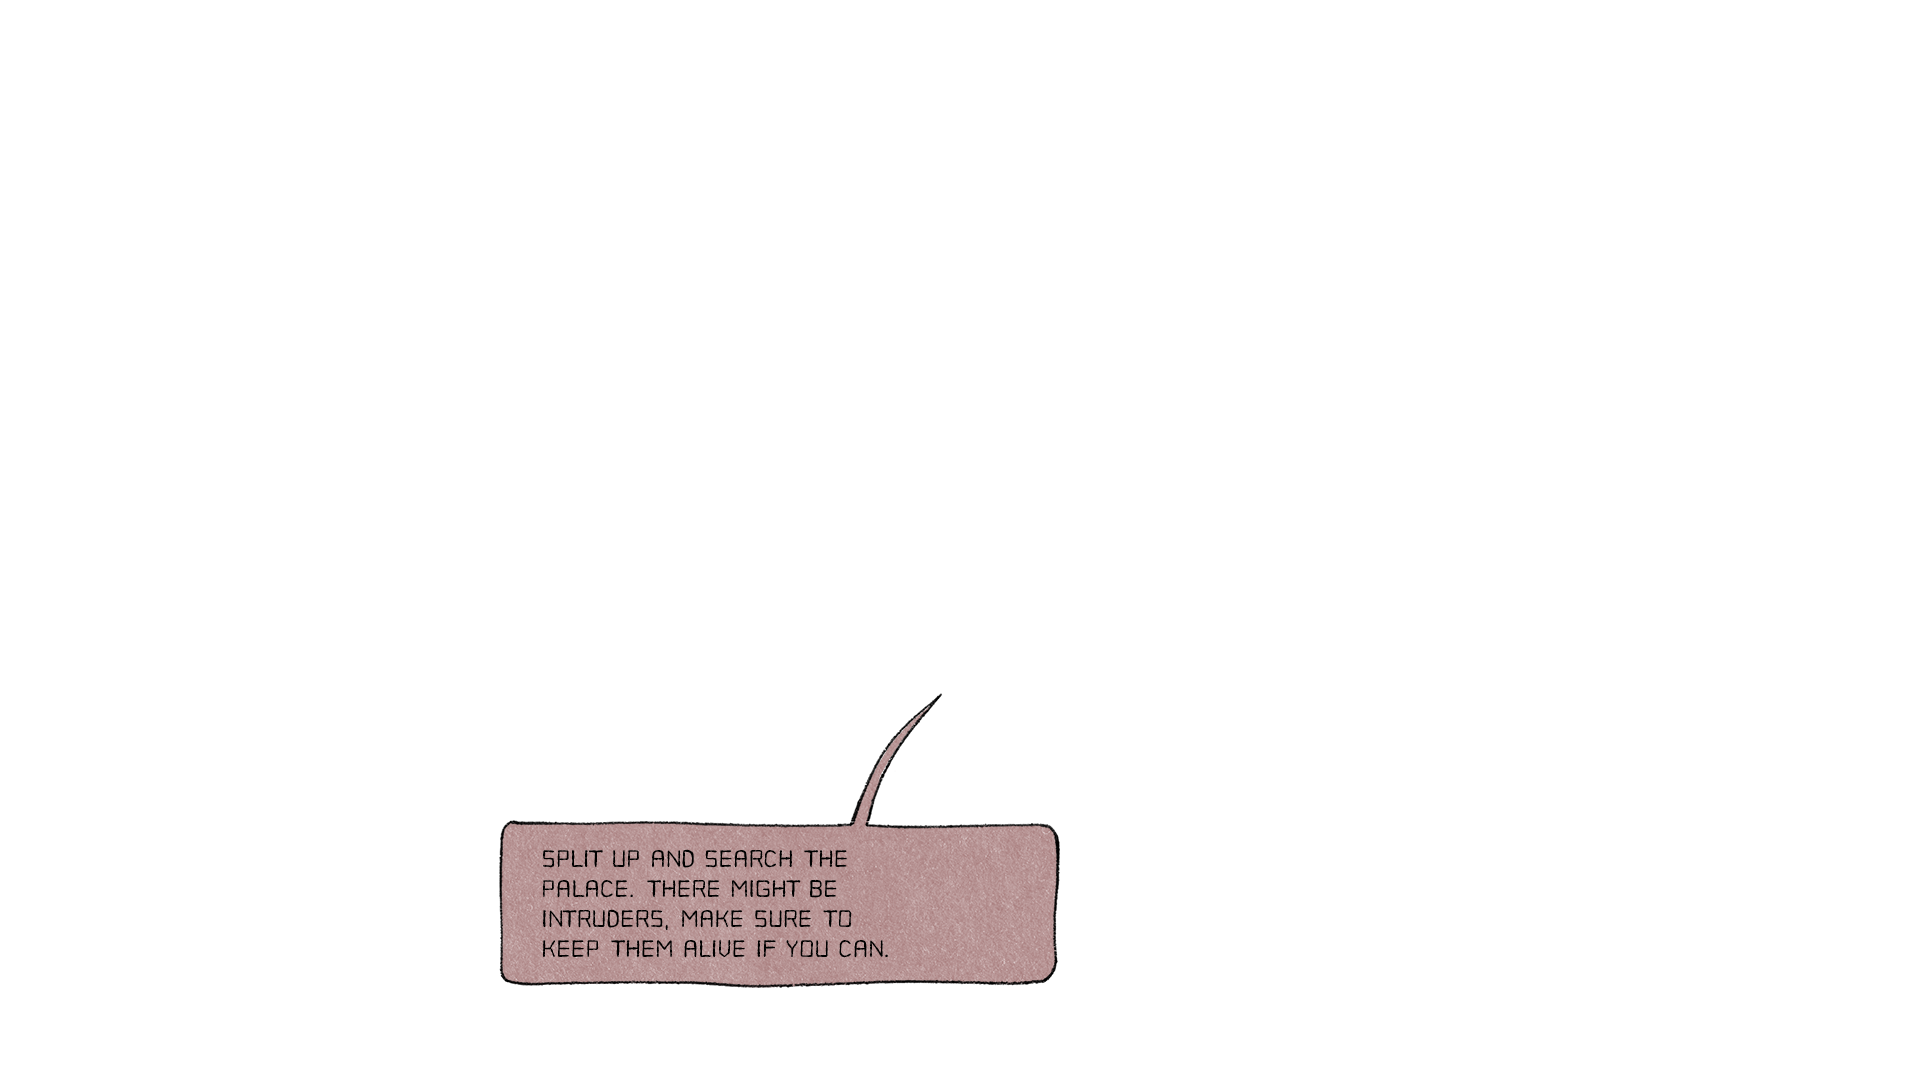 SPLIT UP AND SEARCH THE
PALACE. THERE MIGHT BE
INTRUDERS, MAKE SURE TO
KEEP THEM ALIVE IF YOU CAN.